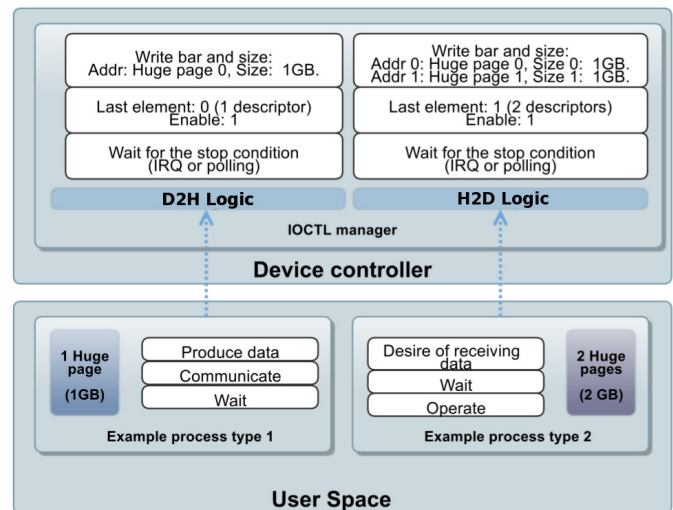 Write bar and size:
Addr: Huge page 0, Size:  1GB.
Last element: 0 (1 descriptor)
Enable: 1
Wait for the stop condition
(IRQ or polling)
D2H Logic
Write bar and size:
Addr 0: Huge page 0, Size 0:  1GB.
Addr 1: Huge page 1, Size 1:  1GB.
Last element: 1 (2 descriptors)
Enable: 1
Wait for the stop condition
(IRQ or polling)
H2D Logic
IOCTL manager
Device controller
1 Huge
page
(1GB)
Produce data
Communicate
Wait
Example process type 1
Desire of receiving
data
Wait
Operate
2 Huge
pages
(2 GB)
Example process type 2
User Space